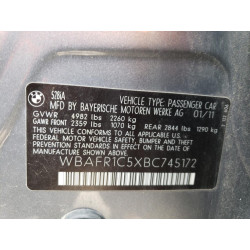 528iA
VEHICLE TYPE: PASSENGER CAR
MFD BY BAYERISCHE MOTOREN WERKE AG 01/11
GVWR 4982 lbs 2260 kg
GAWR FRONT 2359 lbs 1070 kg GAWR REAR 2844 lbs 1290 kg
WBAFR1C5XBC745172
THIS VEHICLE CONFORMS TO ALL APPLICABLE
FEDERAL MOTOR VEHICLE SAFETY,
BUMPER AND THEFT PREVENTION
STANDARDS IN EFFECT ON THE DATE OF
MANUFACTURE SHOWN ABOVE.